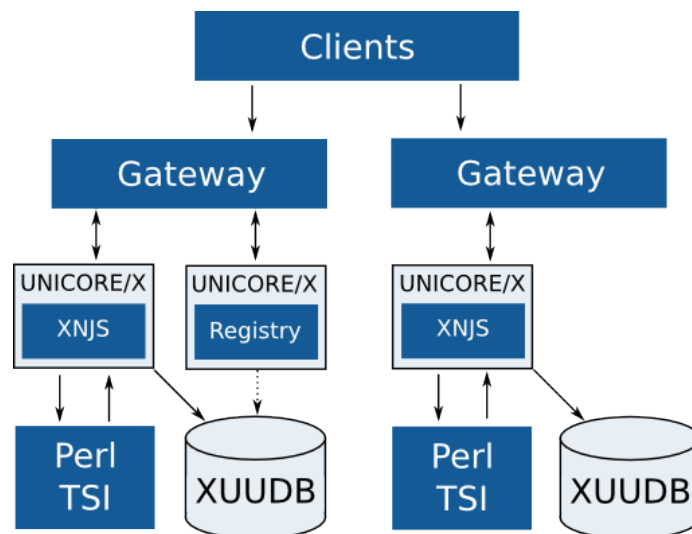 Clients
Gateway
Gateway
UNICORE/X
UNICORE/X
UNICORE/X
XNJS
Registry
XNJS
Perl
TSI
XUUDB
Perl
TSI
XUUDB